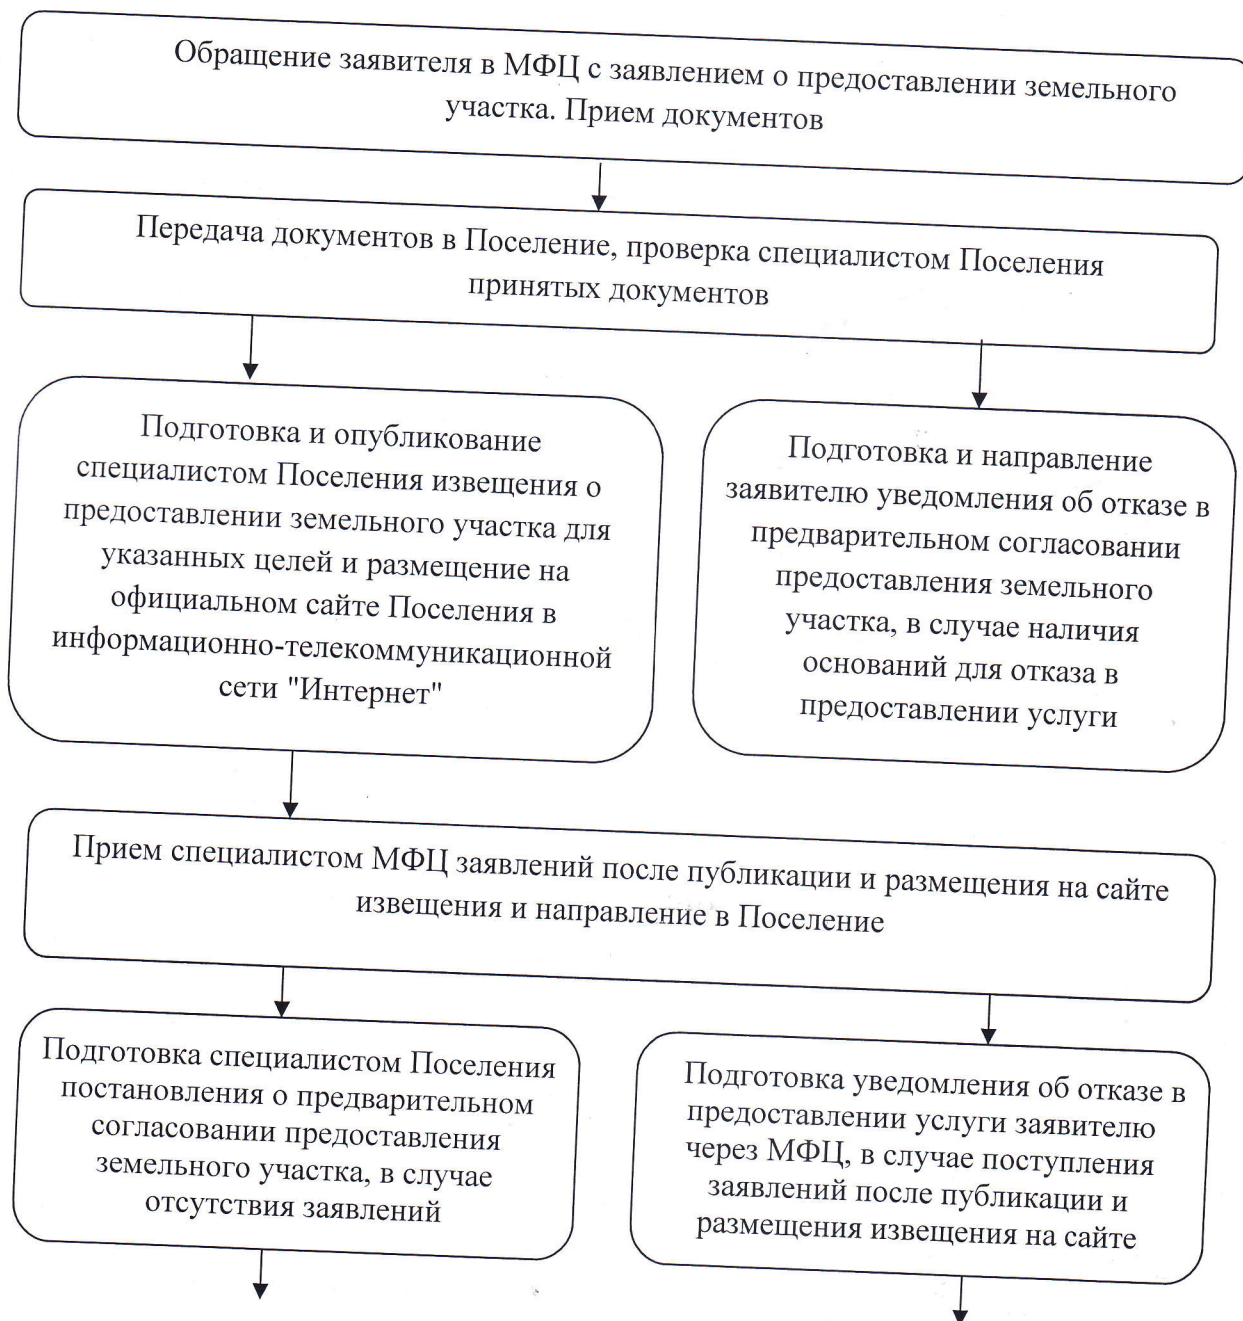 Обращение заявителя в МФЦ с заявлением о предоставлении земельного
участка. Прием документов
Передача документов в Поселение, проверка специалистом Поселения
принятых документов
Подготовка и опубликование
специалистом Поселения извещения о
предоставлении земельного участка для
указанных целей и размещение на
официальном сайте Поселения в
информационно-телекоммуникационной
сети "Интернет"
Подготовка и направление
заявителю уведомления об отказе в
предварительном согласовании
предоставления земельного
участка, в случае наличия
оснований для отказа в
предоставлении услуги
Прием специалистом МФЦ заявлений после публикации и размещения на сайте
извещения и направление в Поселение
Подготовка специалистом Поселения
постановления о предварительном
согласовании предоставления
земельного участка, в случае
отсутствия заявлений
Подготовка уведомления об отказе в
предоставлении услуги заявителю
через МФЦ, в случае поступления
заявлений после публикации и
размещения извещения на сайте